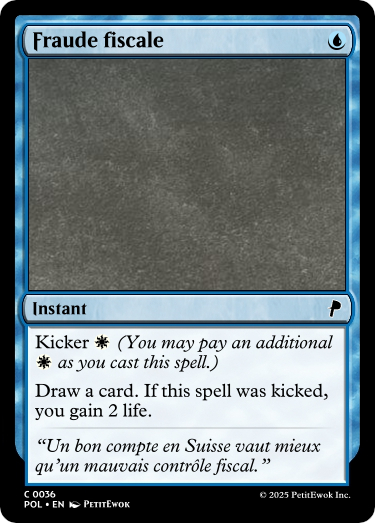 Fraude fiscale
Instant
Kicker (You may pay an additional
as you cast this spell.)
Draw a card. If this spell was kicked,
you gain 2 life.
“Un bon compte en Suisse vaut mieux
qu’un mauvais contrôle fiscal.”
C 0036
POL • EN PetitEwok
© 2025 PetitEwok Inc.